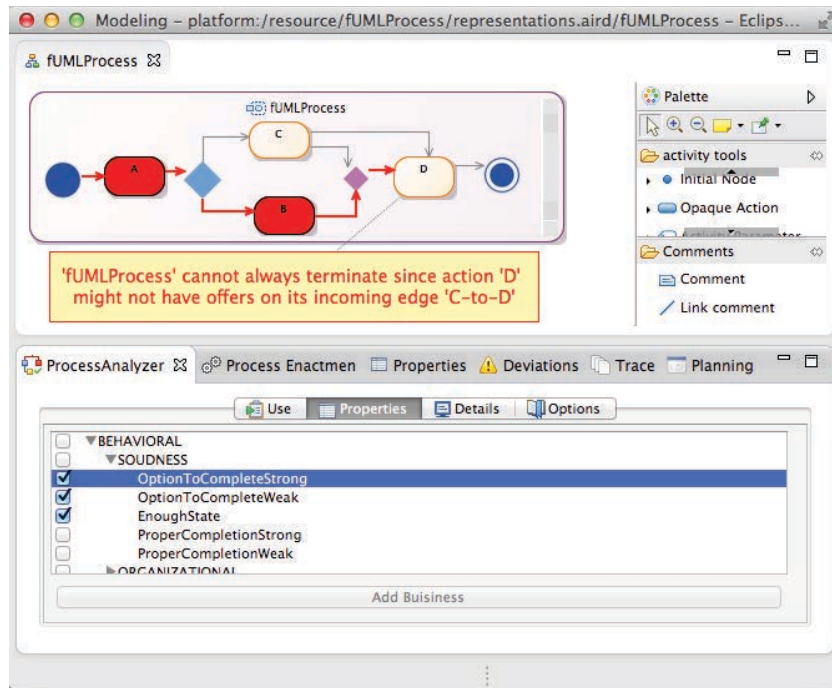 Modeling - platform:/resource/fUMLProcess/representations.aird/fUMLProcess - Eclips...
fUMLProcess
fUMLProcess
A
C
B
D
'fUMLProcess' cannot always terminate since action 'D'
might not have offers on its incoming edge 'C-to-D'
Palette
activity tools
Initial Node
Opaque Action
Comments
Comment
Link comment
ProcessAnalyzer Process Enactmen Properties Deviations Trace Planning
Use Properties Details Options
BEHAVIORAL
SOUDNESS
OptionToCompleteStrong
OptionToCompleteWeak
EnoughState
ProperCompletionStrong
ProperCompletionWeak
ORGANIZATIONAL
Add Buisiness